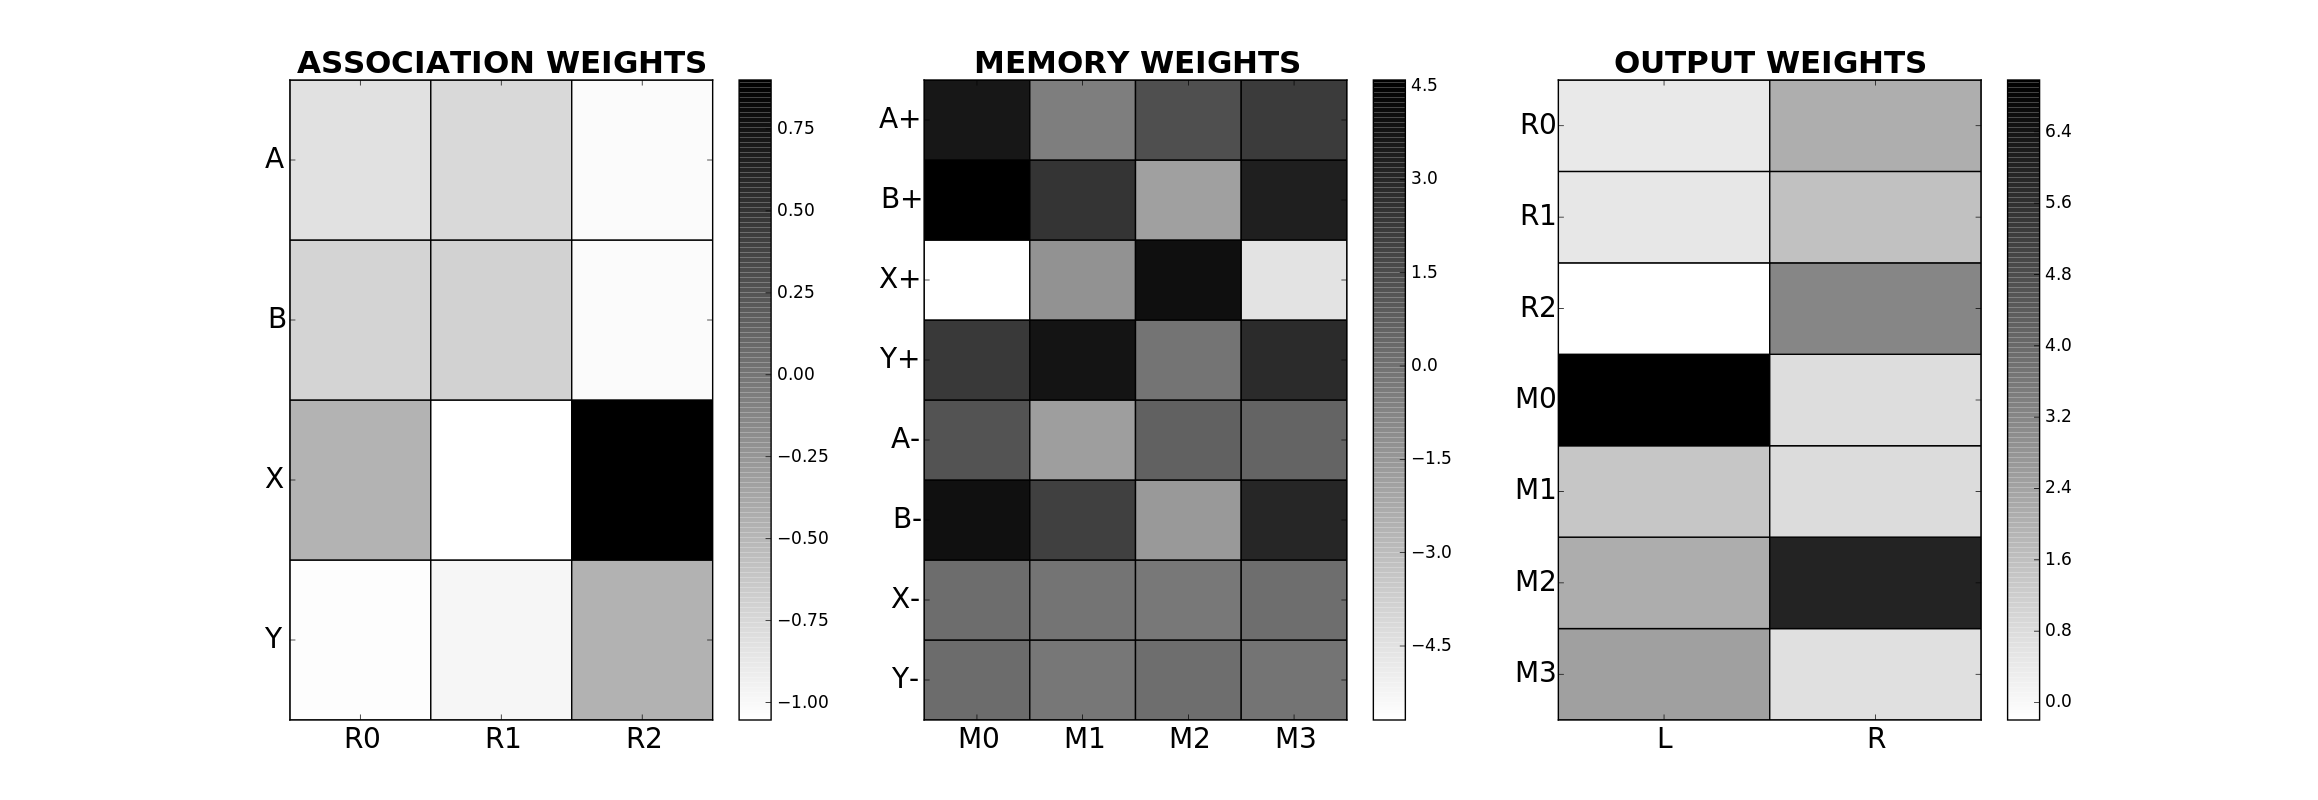 ASSOCIATION WEIGHTS
A
B
X
Y
R0 R1 R2
0.75
0.50
0.25
0.00
−0.25
−0.50
−0.75
−1.00
MEMORY WEIGHTS
A+
B+
X+
Y+
A-
B-
X-
Y-
M0 M1 M2 M3
4.5
3.0
1.5
0.0
−1.5
−3.0
−4.5
OUTPUT WEIGHTS
R0
R1
R2
M0
M1
M2
M3
L R
6.4
5.6
4.8
4.0
3.2
2.4
1.6
0.8
0.0